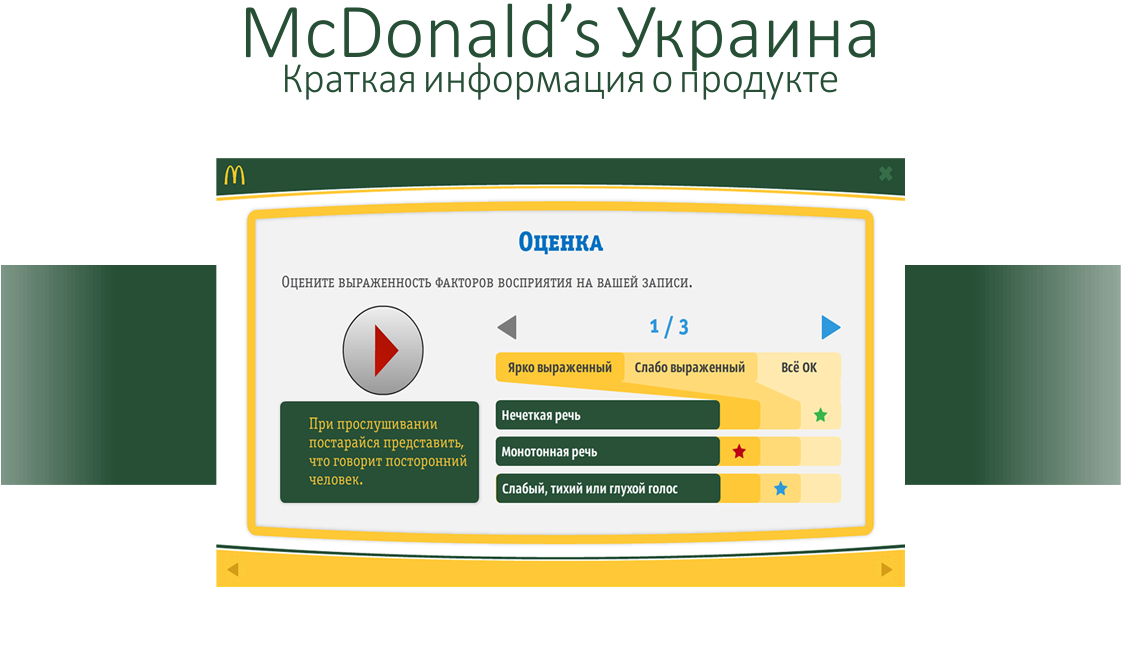 McDonald’s Украина
Краткая информация о продукте
Оценка
Оцените выраженность факторов восприятия на вашей записи.
1 / 3
Ярко выраженный Слабо выраженный Всё ОК
Нечеткая речь
Монотонная речь
Слабый, тихий или глухой голос
При прослушивании
постарайся представить,
что говорит посторонний
человек.